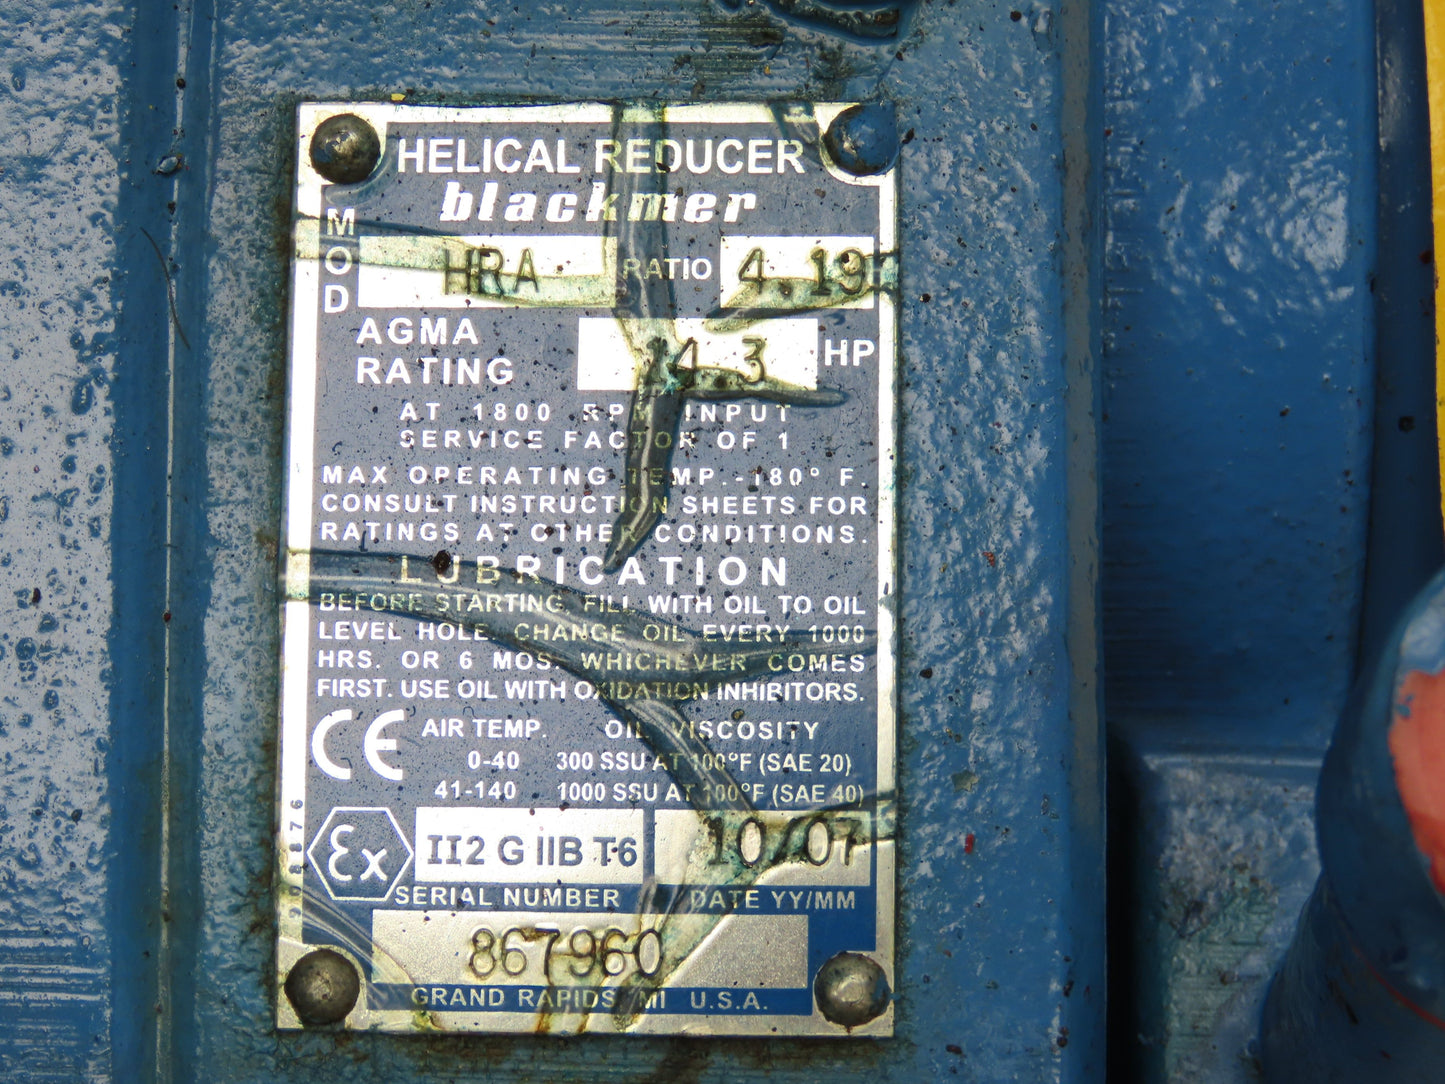 HELICAL REDUCER
blackmer
MOD HRA RATIO 4.19
AGMA
RATING 14.3 HP
AT 1800 RPM INPUT
SERVICE FACTOR OF 1
MAX OPERATING TEMP.-180° F.
CONSULT INSTRUCTION SHEETS FOR
RATINGS AT OTHER CONDITIONS.
LUBRICATION
BEFORE STARTING, FILL WITH OIL TO OIL
LEVEL HOLE. CHANGE OIL EVERY 1000
HRS. OR 6 MOS. WHICHEVER COMES
FIRST. USE OIL WITH OXIDATION INHIBITORS.
CE AIR TEMP. OIL VISCOSITY
0-40 300 SSU AT 100°F (SAE 20)
41-140 1000 SSU AT 100°F (SAE 40)
Ex II2 G IIB T6 10/07
SERIAL NUMBER DATE YY/MM
867960
GRAND RAPIDS, MI U.S.A.